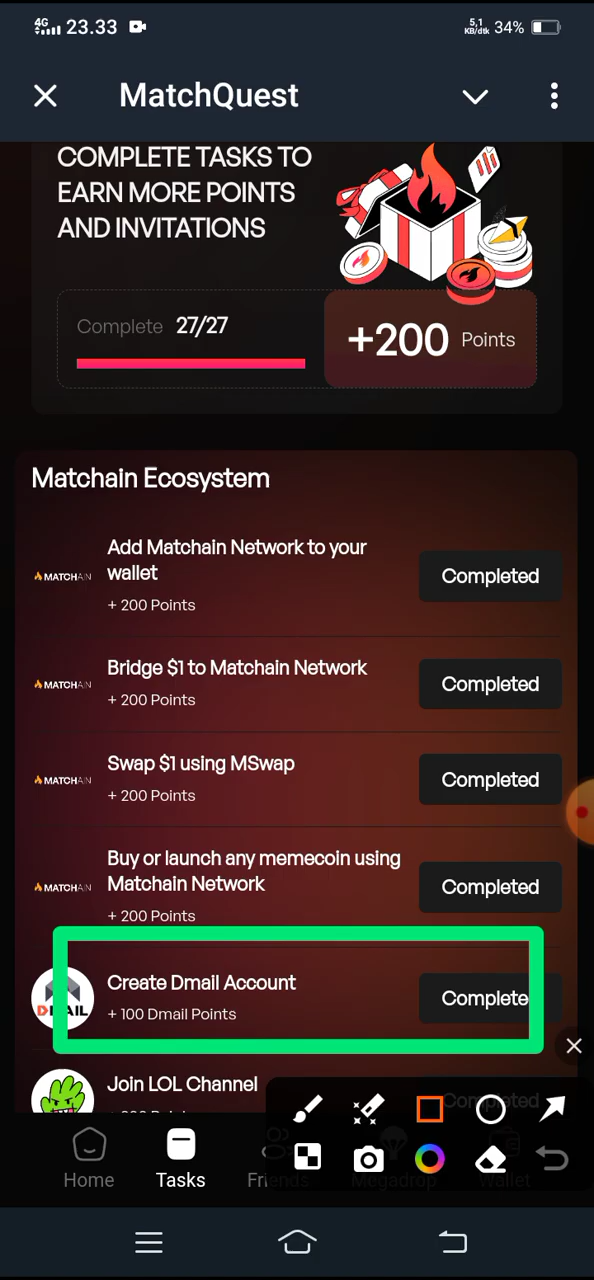 4G 23.33 5,1 KB/dtk 34%
MatchQuest
COMPLETE TASKS TO
EARN MORE POINTS
AND INVITATIONS
Complete 27/27
+200 Points
Matchain Ecosystem
MATCHAIN
Add Matchain Network to your
wallet
+ 200 Points
Completed
MATCHAIN
Bridge $1 to Matchain Network
+ 200 Points
Completed
MATCHAIN
Swap $1 using MSwap
+ 200 Points
Completed
MATCHAIN
Buy or launch any memecoin using
Matchain Network
+ 200 Points
Completed
DMAIL
Create Dmail Account
+ 100 Dmail Points
Complete
Join LOL Channel
Completed
Home
Tasks
Fri
Megadrop
Wallet